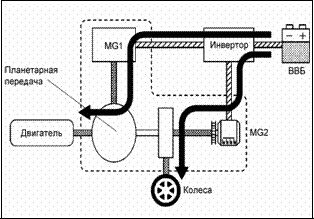 MG1
Инвертор
ВВБ
Планетарная
передача
Двигатель
MG2
Колеса